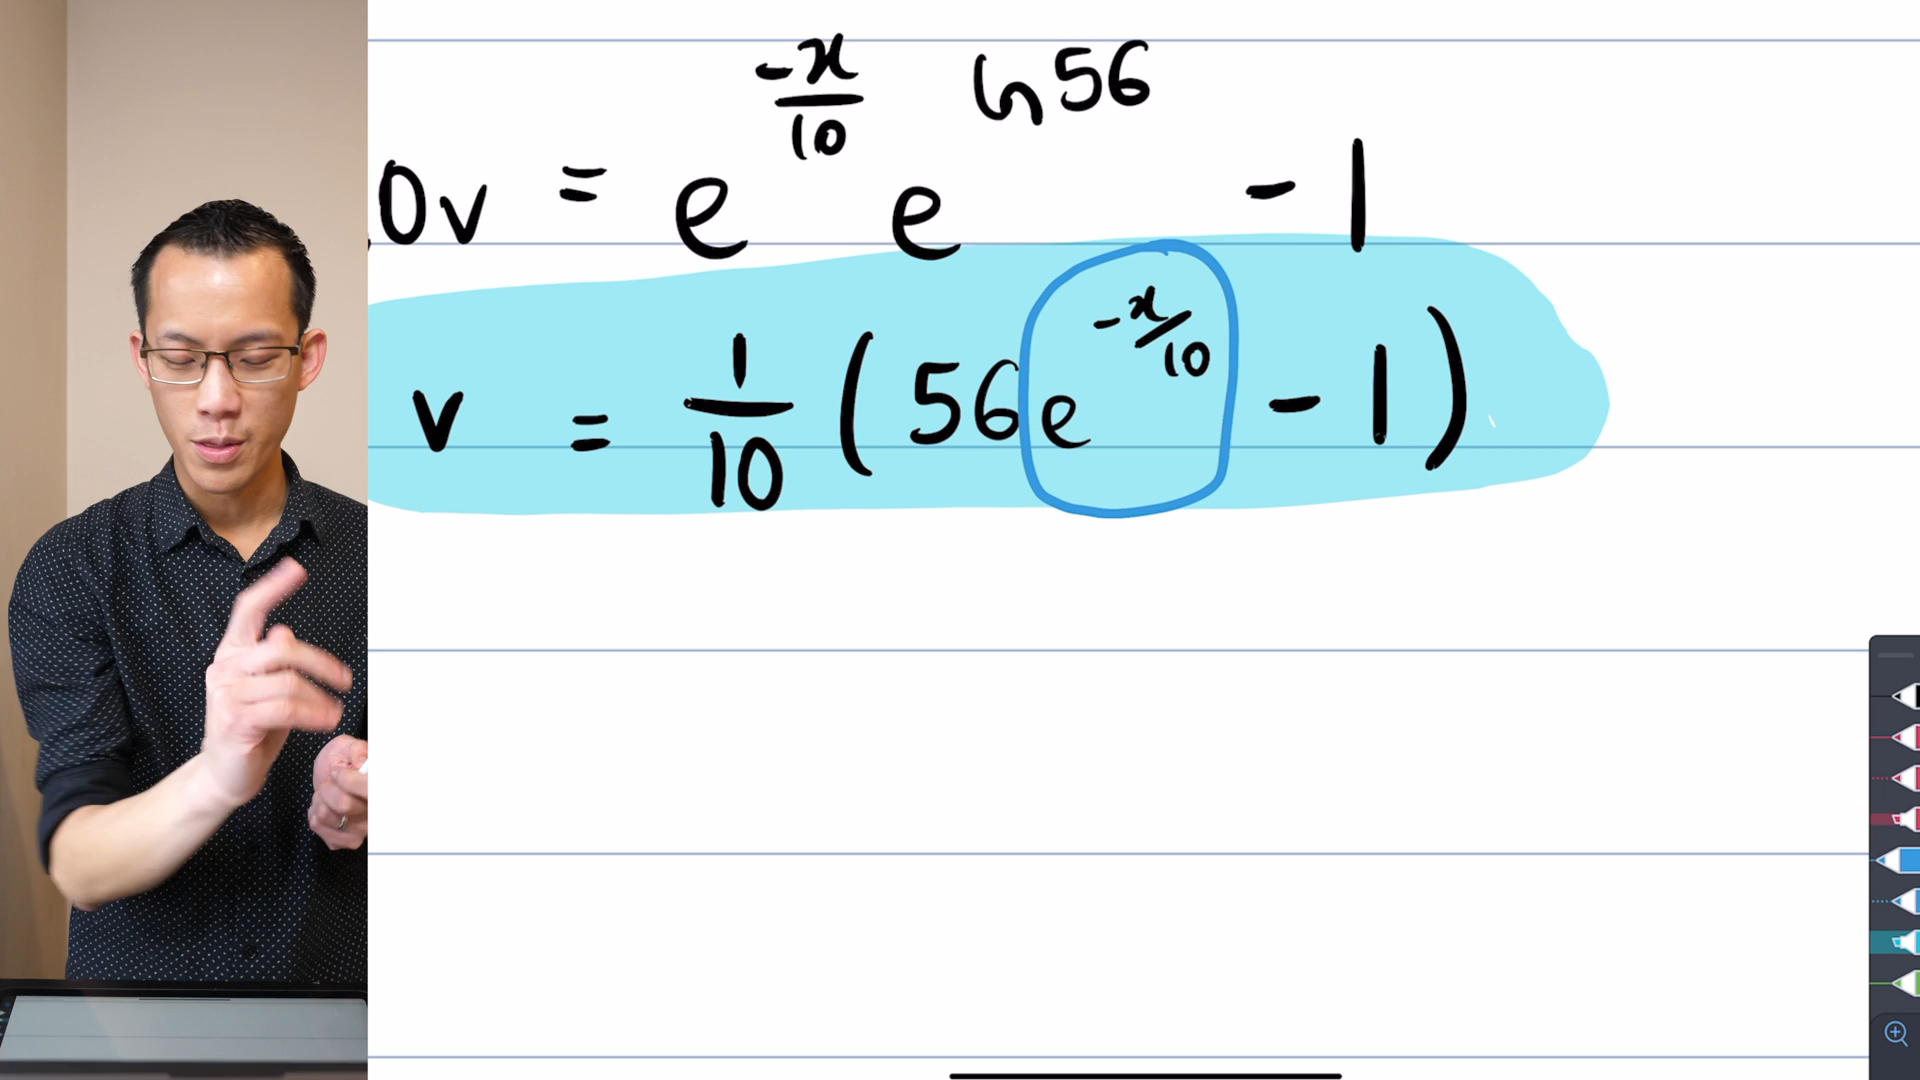 0v = e^{-x/10} e^{ln56} - 1
v = 1/10 (56e^{-x/10} - 1)